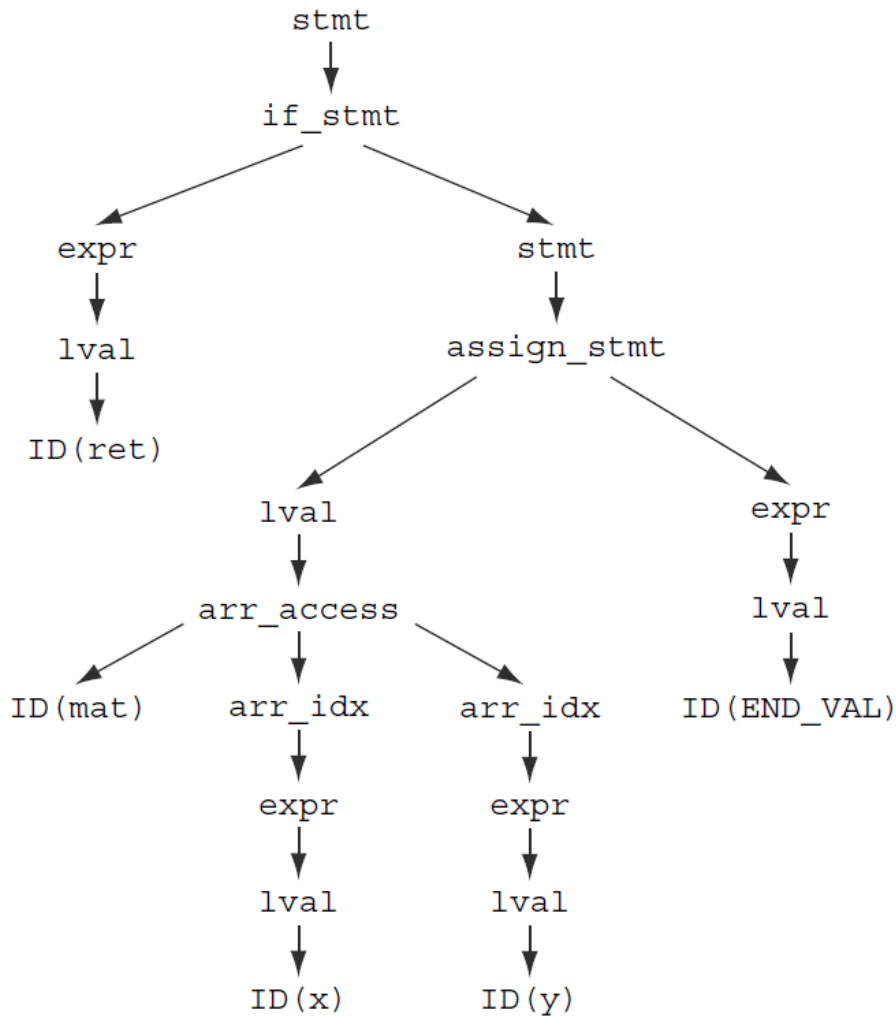 stmt
if_stmt
expr stmt
lval assign_stmt
ID(ret)
lval expr
arr_access lval
ID(mat) arr_idx arr_idx ID(END_VAL)
expr expr
lval lval
ID(x) ID(y)